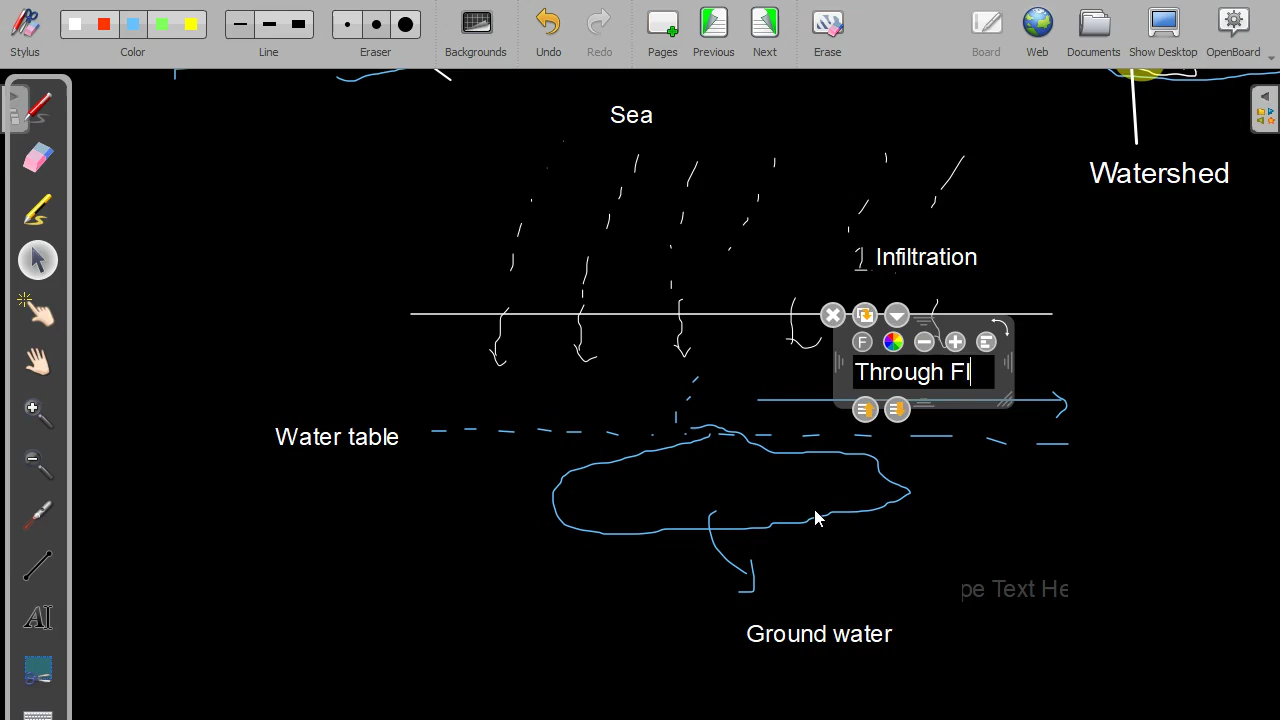 Stylus
Color
Line
Eraser
Backgrounds
Undo
Redo
Pages
Previous
Next
Erase
Board
Web
Documents
Show Desktop
OpenBoard
Sea
Watershed
Infiltration
F
Through Fl
Water table
pe Text He
Ground water
AI